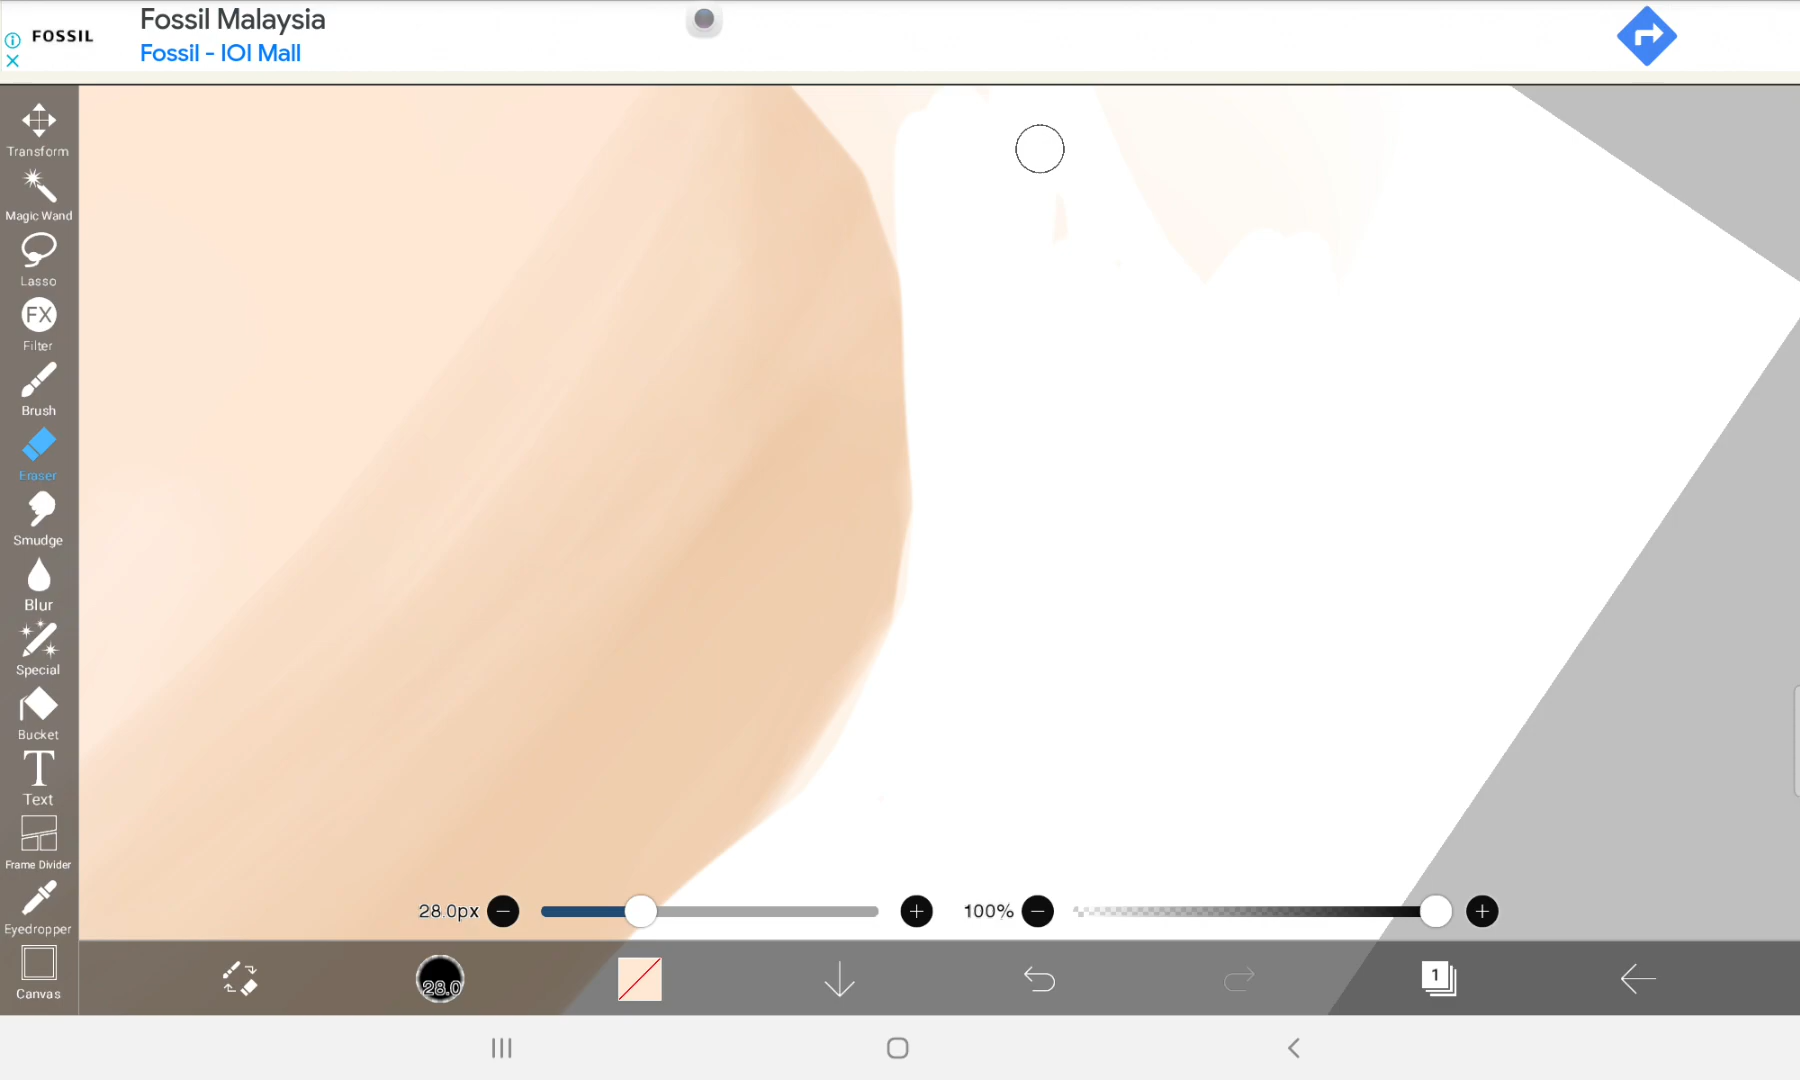 FOSSIL
Fossil Malaysia
Fossil - IOI Mall
Transform
Magic Wand
Lasso
FX
Filter
Brush
Eraser
Smudge
Blur
Special
Bucket
T
Text
Frame Divider
Eyedropper
Canvas
28.0px
100%
28.0
1